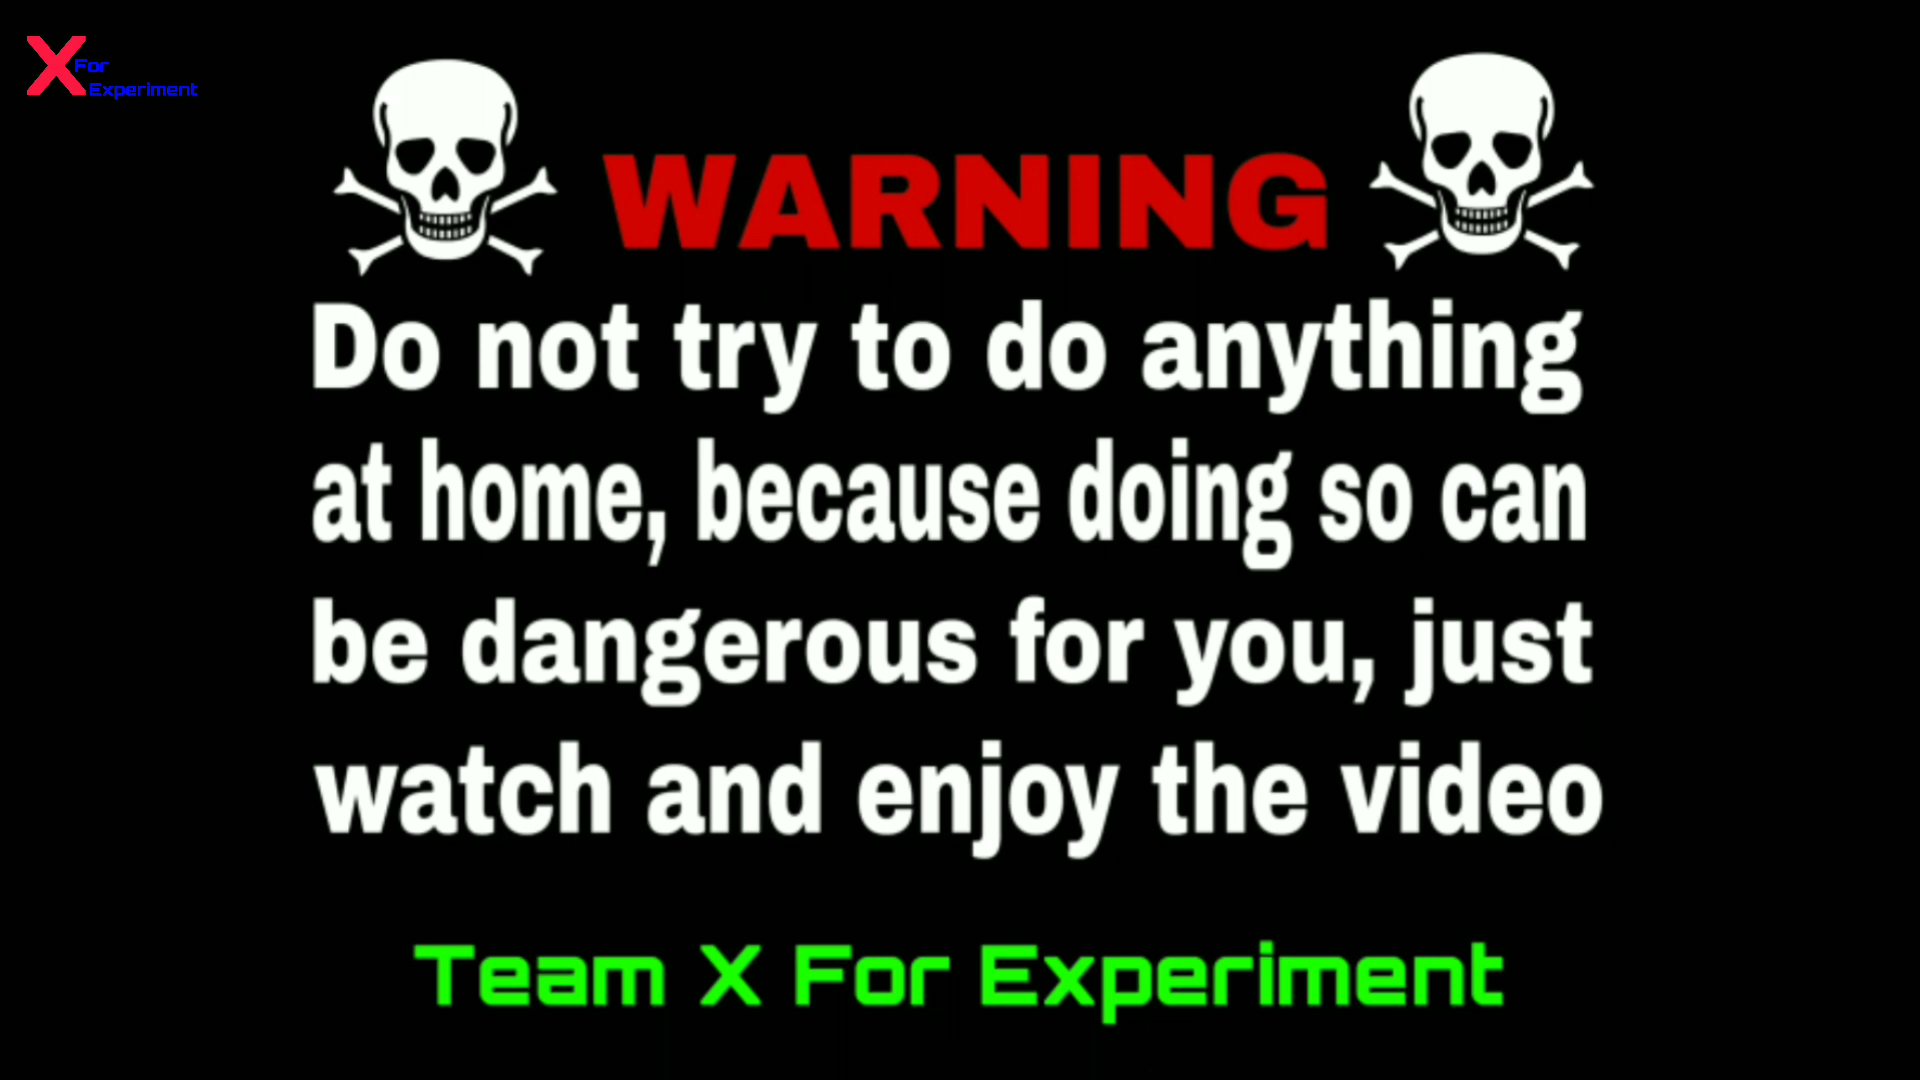 X For
Experiment
WARNING
Do not try to do anything
at home, because doing so can
be dangerous for you, just
watch and enjoy the video
Team X For Experiment